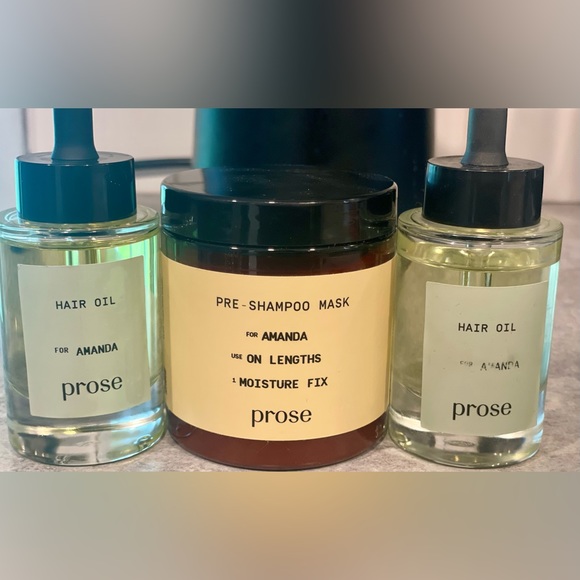 HAIR OIL
FOR AMANDA
prose
PRE-SHAMPOO MASK
FOR AMANDA
USE ON LENGTHS
1 MOISTURE FIX
prose
HAIR OIL
FOR AMANDA
prose